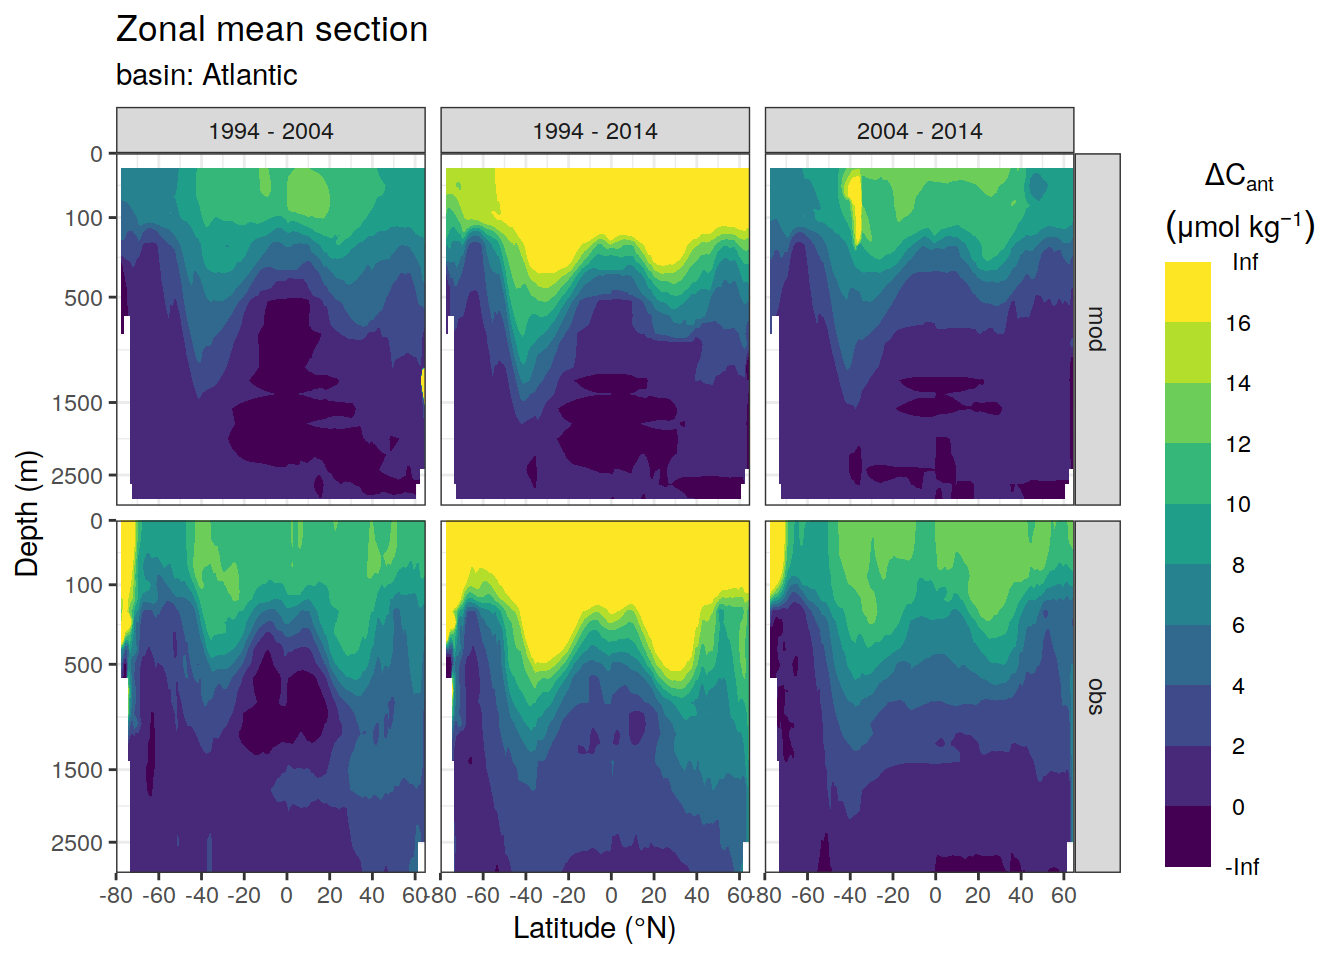 Zonal mean section
basin: Atlantic
1994 - 2004
1994 - 2014
2004 - 2014
0
100
500
1500
2500
mod
0
100
500
1500
2500
obs
Depth (m)
-80 -60 -40 -20 0 20 40 60
-80 -60 -40 -20 0 20 40 60
-80 -60 -40 -20 0 20 40 60
Latitude (°N)
ΔCant
(μmol kg⁻¹)
Inf
16
14
12
10
8
6
4
2
0
-Inf